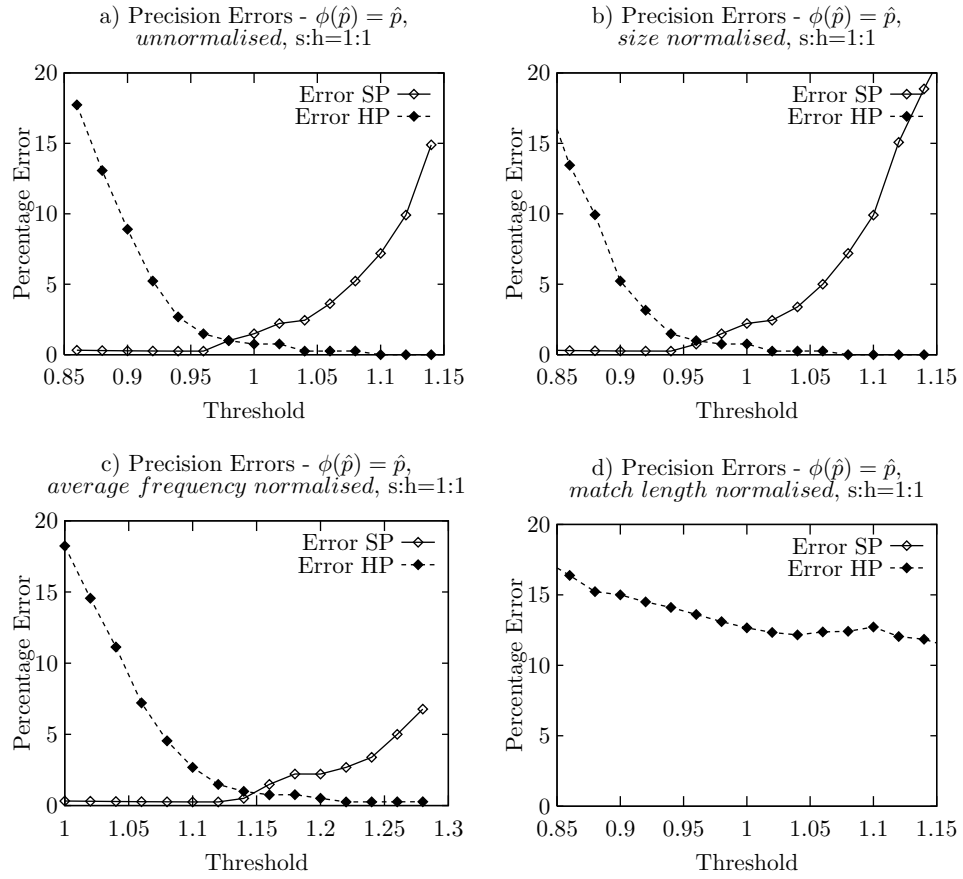 a) Precision Errors - ϕ(p̂) = p̂,
unnormalised, s:h=1:1
20
15
10
5
0
0.85 0.9 0.95 1 1.05 1.1 1.15
Percentage Error
Threshold
Error SP
Error HP
b) Precision Errors - ϕ(p̂) = p̂,
size normalised, s:h=1:1
20
15
10
5
0
0.85 0.9 0.95 1 1.05 1.1 1.15
Percentage Error
Threshold
Error SP
Error HP
c) Precision Errors - ϕ(p̂) = p̂,
average frequency normalised, s:h=1:1
20
15
10
5
0
1 1.05 1.1 1.15 1.2 1.25 1.3
Percentage Error
Threshold
Error SP
Error HP
d) Precision Errors - ϕ(p̂) = p̂,
match length normalised, s:h=1:1
20
15
10
5
0
0.85 0.9 0.95 1 1.05 1.1 1.15
Percentage Error
Threshold
Error SP
Error HP